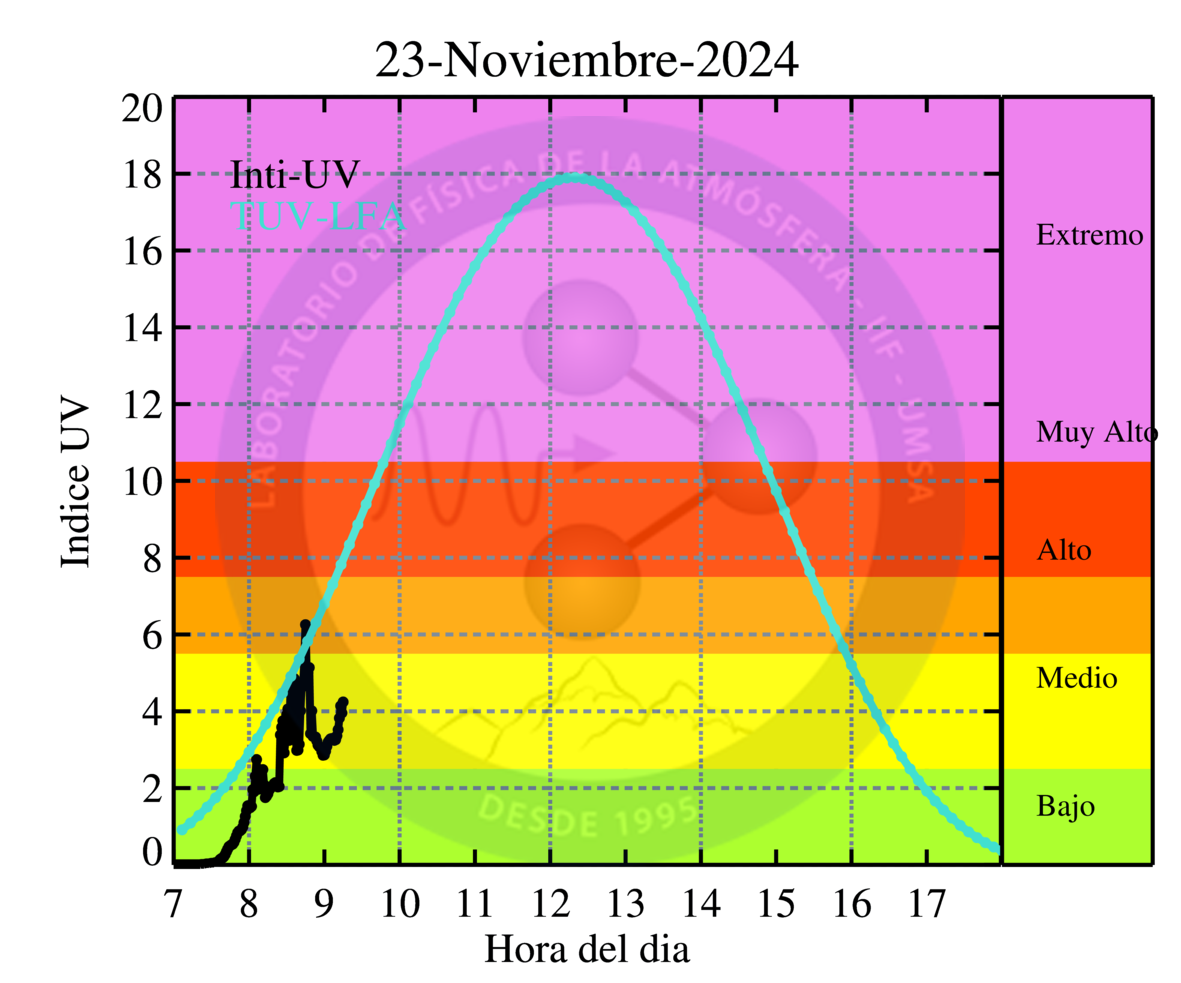 23-Noviembre-2024
Indice UV
20
18
16
14
12
10
8
6
4
2
0
Inti-UV
TUV-LFA
LABORATORIO DE FÍSICA DE LA ATMÓSFERA - IIF - UMSA
DESDE 1995
Extremo
Muy Alto
Alto
Medio
Bajo
7 8 9 10 11 12 13 14 15 16 17
Hora del dia